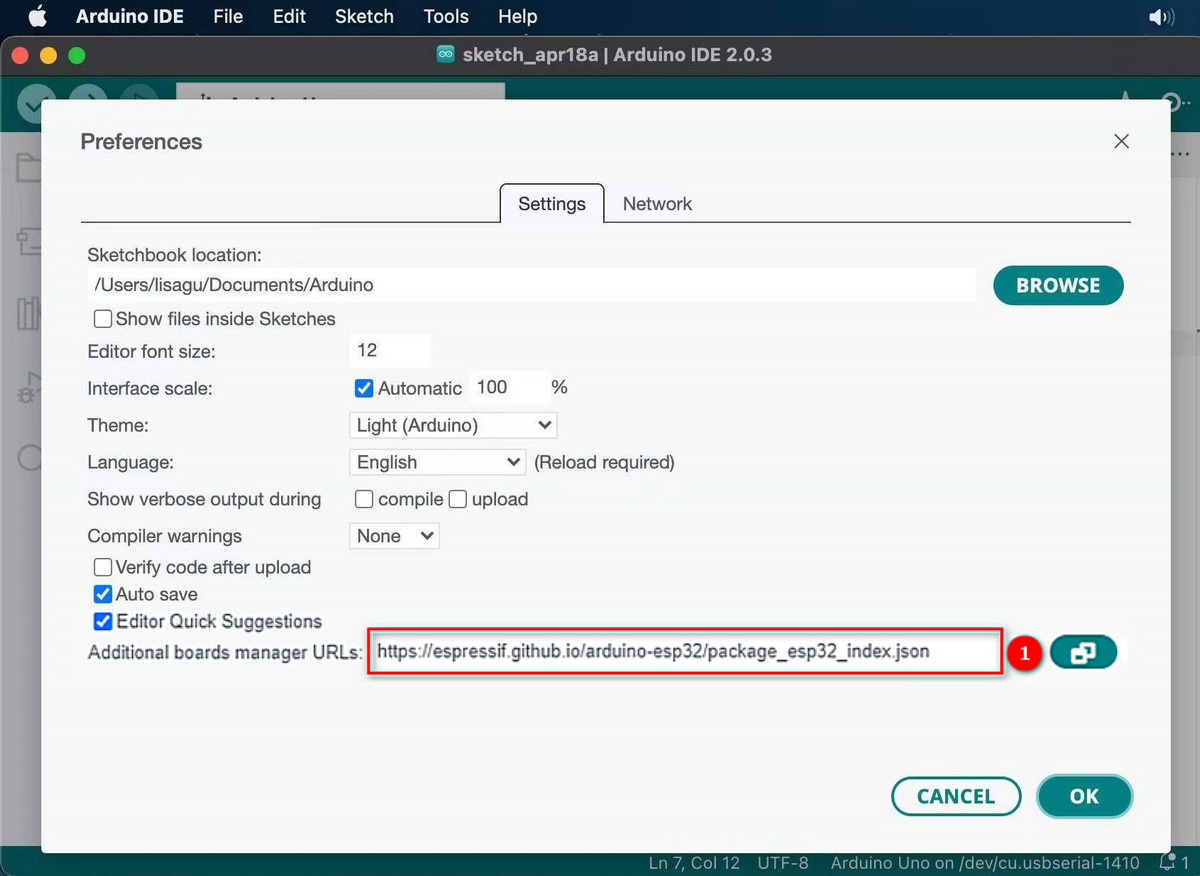 Arduino IDE File Edit Sketch Tools Help
sketch_apr18a | Arduino IDE 2.0.3
Preferences
Settings Network
Sketchbook location:
/Users/lisagu/Documents/Arduino
BROWSE
Show files inside Sketches
Editor font size: 12
Interface scale: Automatic 100 %
Theme: Light (Arduino)
Language: English (Reload required)
Show verbose output during compile upload
Compiler warnings None
Verify code after upload
Auto save
Editor Quick Suggestions
Additional boards manager URLs: https://espressif.github.io/arduino-esp32/package_esp32_index.json 1
CANCEL OK
Ln 7, Col 12 UTF-8 Arduino Uno on /dev/cu.usbserial-1410 1